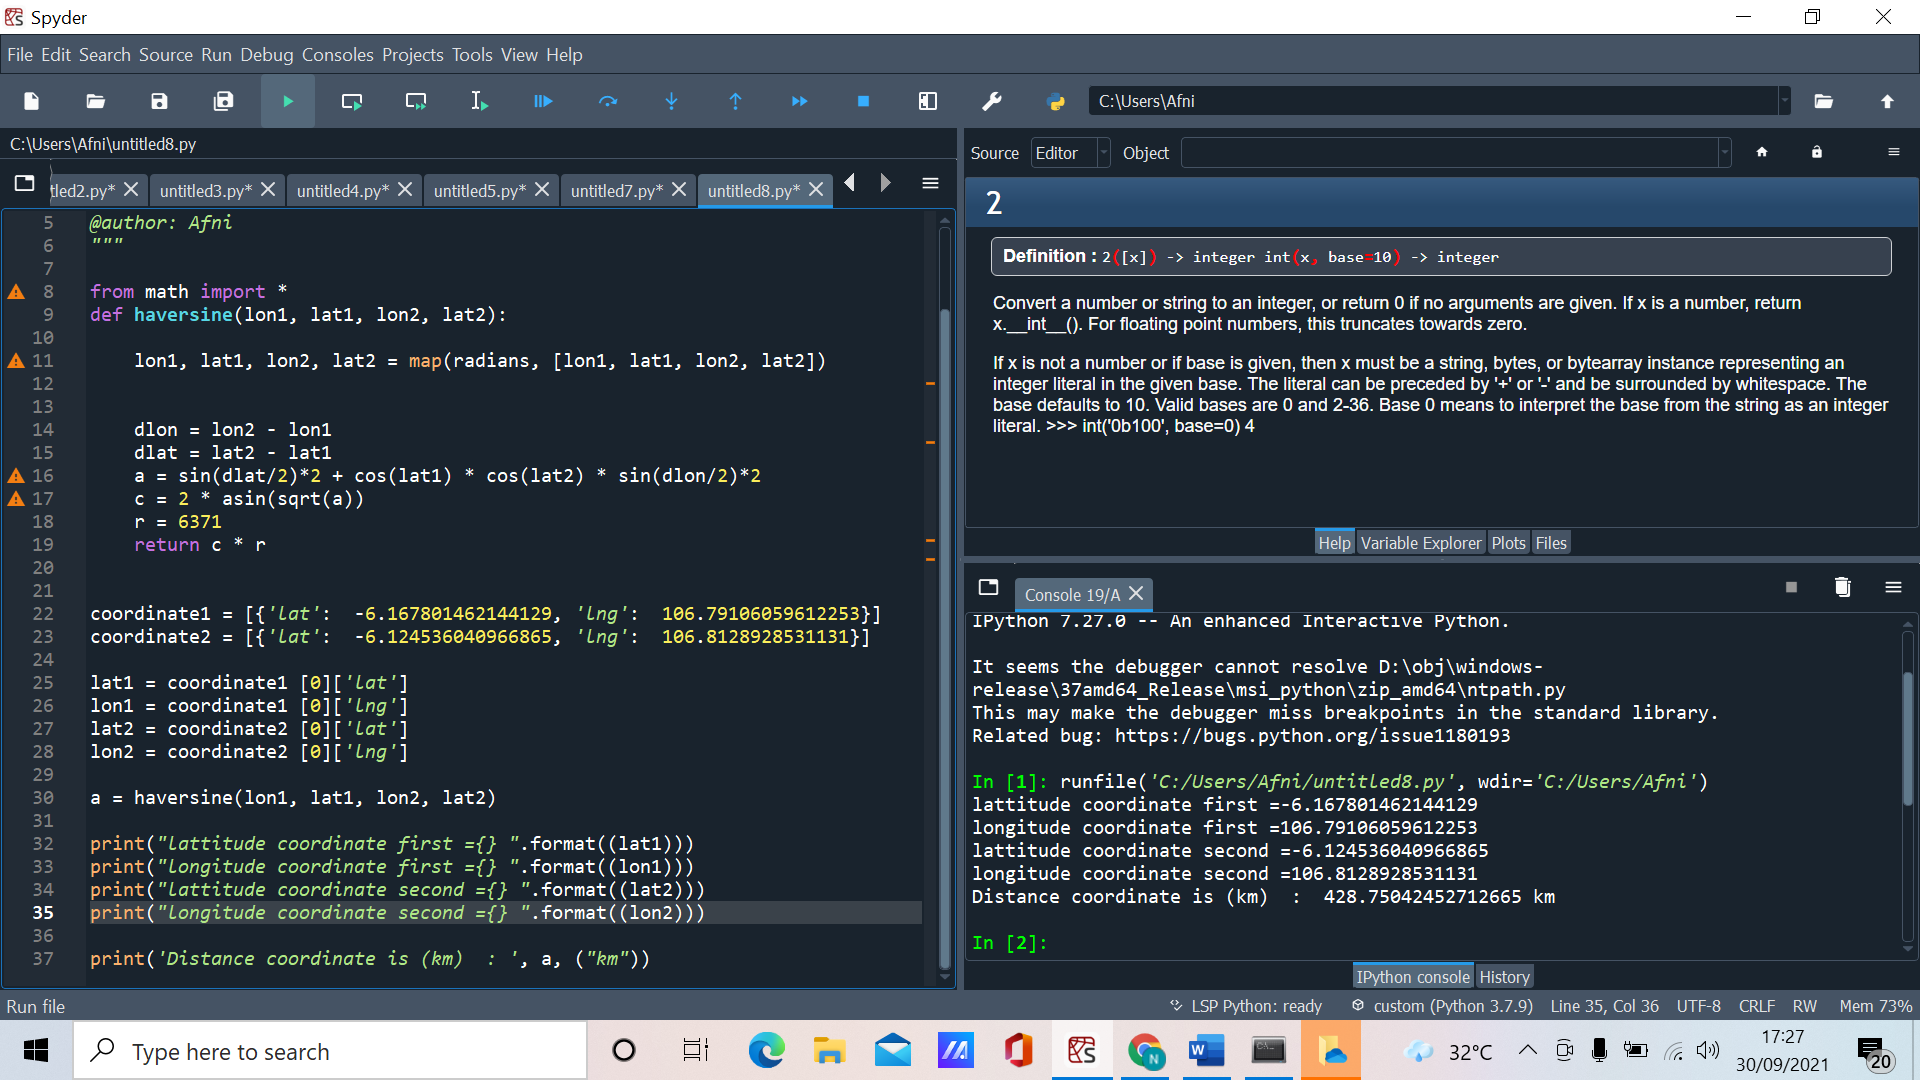 Spyder
File Edit Search Source Run Debug Consoles Projects Tools View Help
C:\Users\Afni
C:\Users\Afni\untitled8.py
tled2.py* untitled3.py* untitled4.py* untitled5.py* untitled7.py* untitled8.py*
5 @author: Afni
6 """
7
8 from math import *
9 def haversine(lon1, lat1, lon2, lat2):
10
11 lon1, lat1, lon2, lat2 = map(radians, [lon1, lat1, lon2, lat2])
12
13
14 dlon = lon2 - lon1
15 dlat = lat2 - lat1
16 a = sin(dlat/2)*2 + cos(lat1) * cos(lat2) * sin(dlon/2)*2
17 c = 2 * asin(sqrt(a))
18 r = 6371
19 return c * r
20
21
22 coordinate1 = [{'lat':  -6.167801462144129, 'lng':  106.79106059612253}]
23 coordinate2 = [{'lat':  -6.124536040966865, 'lng':  106.8128928531131}]
24
25 lat1 = coordinate1 [0]['lat']
26 lon1 = coordinate1 [0]['lng']
27 lat2 = coordinate2 [0]['lat']
28 lon2 = coordinate2 [0]['lng']
29
30 a = haversine(lon1, lat1, lon2, lat2)
31
32 print("lattitude coordinate first ={} ".format((lat1)))
33 print("longitude coordinate first ={} ".format((lon1)))
34 print("lattitude coordinate second ={} ".format((lat2)))
35 print("longitude coordinate second ={} ".format((lon2)))
36
37 print('Distance coordinate is (km)  : ', a, ("km"))
Source Editor Object
2
Definition : 2([x]) -> integer int(x, base=10) -> integer
Convert a number or string to an integer, or return 0 if no arguments are given. If x is a number, return
x.__int__(). For floating point numbers, this truncates towards zero.
If x is not a number or if base is given, then x must be a string, bytes, or bytearray instance representing an
integer literal in the given base. The literal can be preceded by '+' or '-' and be surrounded by whitespace. The
base defaults to 10. Valid bases are 0 and 2-36. Base 0 means to interpret the base from the string as an integer
literal. >>> int('0b100', base=0) 4
Help Variable Explorer Plots Files
Console 19/A
IPython 7.27.0 -- An enhanced Interactive Python.
It seems the debugger cannot resolve D:\obj\windows-
release\37amd64_Release\msi_python\zip_amd64\ntpath.py
This may make the debugger miss breakpoints in the standard library.
Related bug: https://bugs.python.org/issue1180193
In [1]: runfile('C:/Users/Afni/untitled8.py', wdir='C:/Users/Afni')
lattitude coordinate first =-6.167801462144129
longitude coordinate first =106.79106059612253
lattitude coordinate second =-6.124536040966865
longitude coordinate second =106.8128928531131
Distance coordinate is (km)  :  428.75042452712665 km
In [2]:
IPython console History
Run file
LSP Python: ready custom (Python 3.7.9) Line 35, Col 36 UTF-8 CRLF RW Mem 73%
Type here to search
32°C
17:27
30/09/2021
20